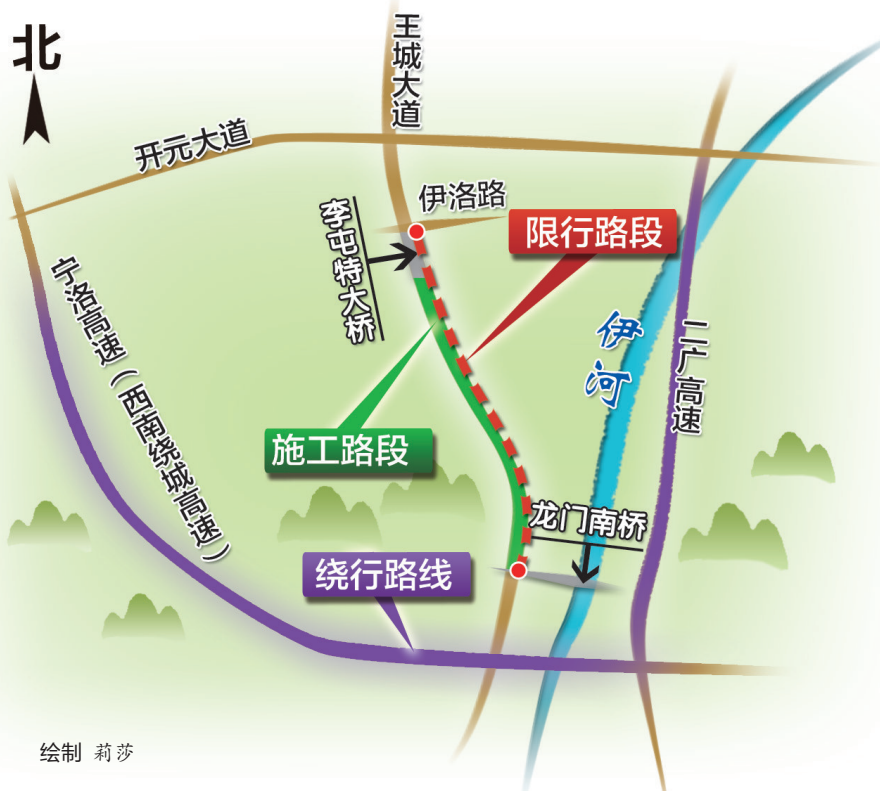 北
王城大道
开元大道
伊洛路
李屯特大桥
限行路段
宁洛高速（西南绕城高速）
伊河
二广高速
施工路段
龙门南桥
绕行路线
绘制 莉莎